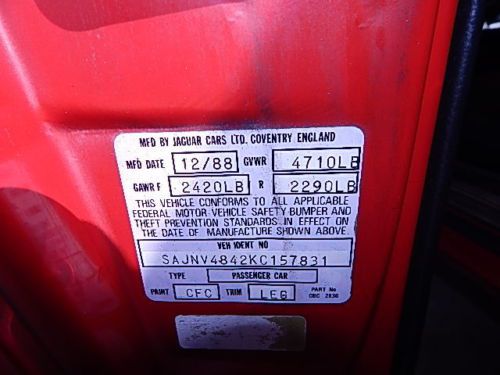 MFD BY JAGUAR CARS LTD. COVENTRY ENGLAND
MFD DATE 12/88 GVWR 4710LB
GAWR F 2420LB R 2290LB
THIS VEHICLE CONFORMS TO ALL APPLICABLE
FEDERAL MOTOR VEHICLE SAFETY BUMPER AND
THEFT PREVENTION STANDARDS IN EFFECT ON
THE DATE OF MANUFACTURE SHOWN ABOVE.
VEH IDENT NO
SAJNV4842KC157831
TYPE PASSENGER CAR
PAINT CFC TRIM LEG PART No